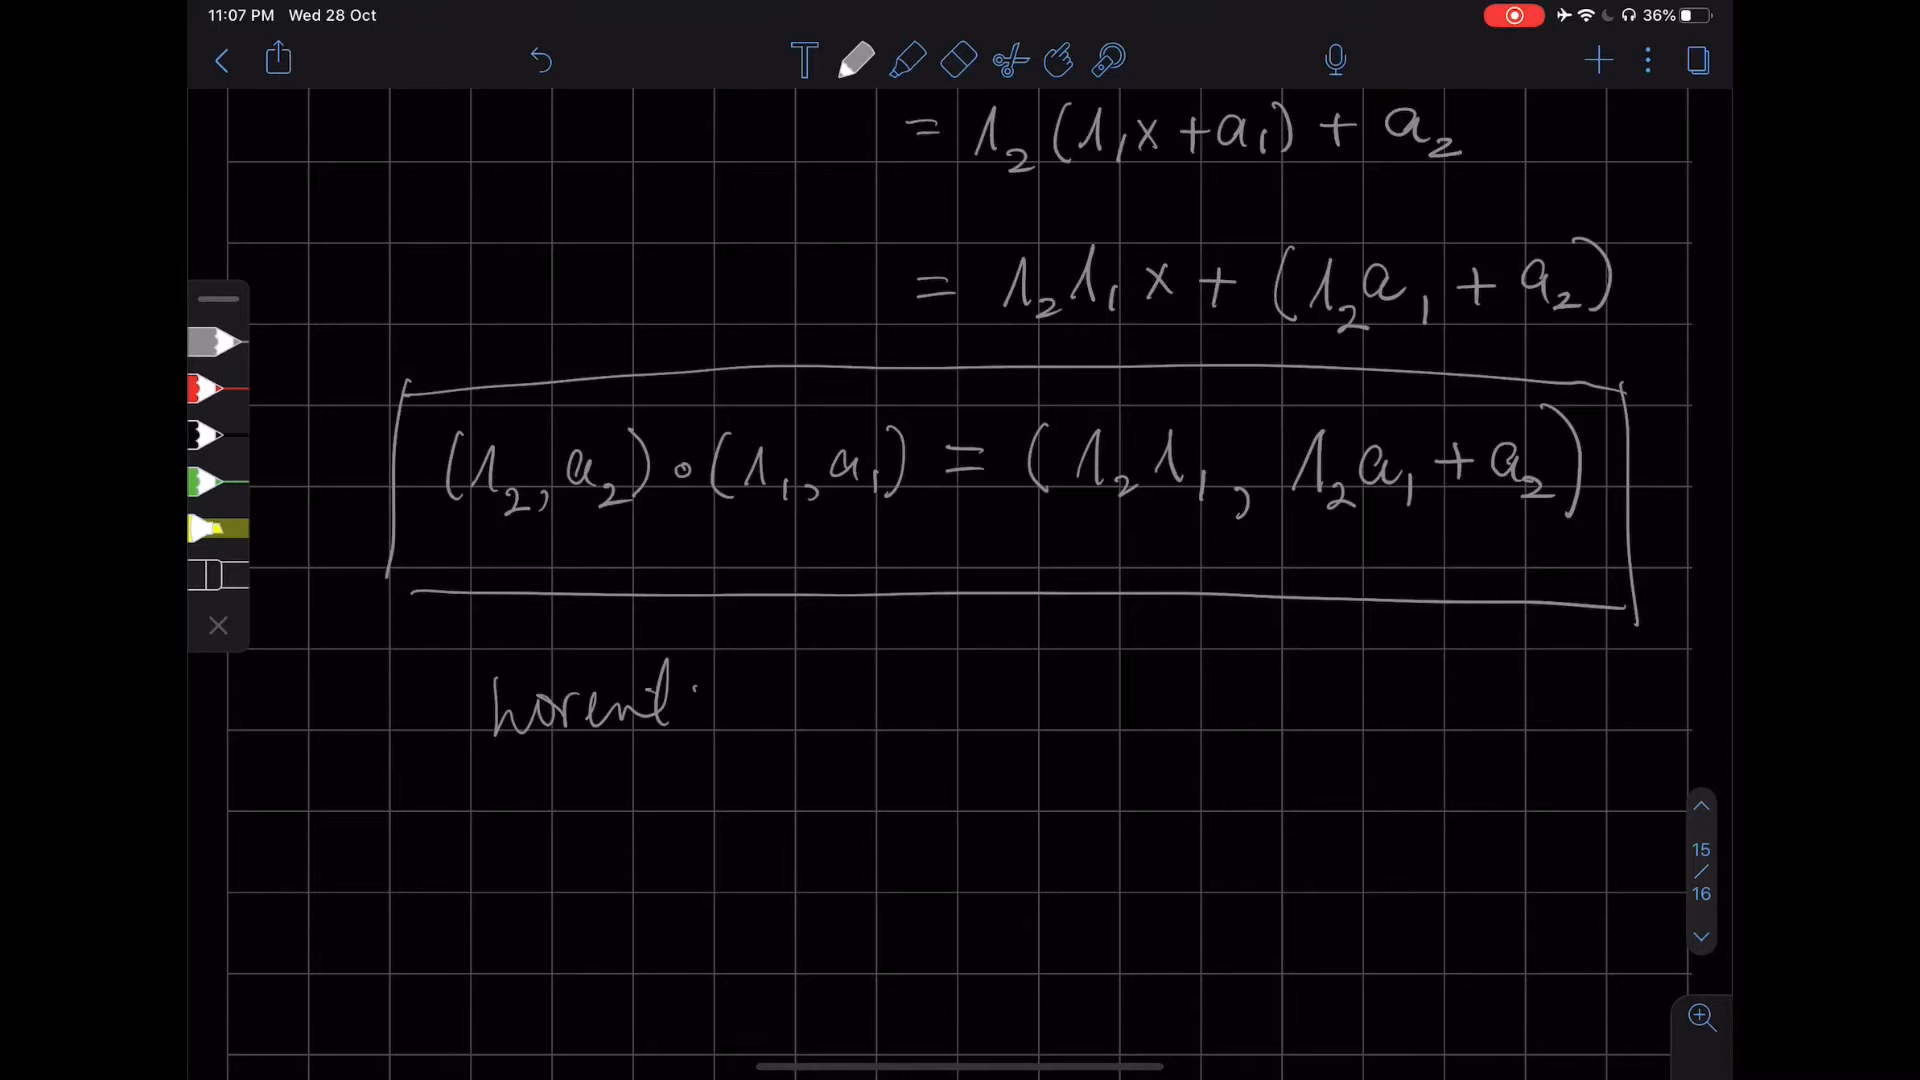 11:07 PM Wed 28 Oct 36%
= Λ₂(Λ₁x + a₁) + a₂
= Λ₂Λ₁x + (Λ₂a₁ + a₂)
(Λ₂, a₂) ∘ (Λ₁, a₁) = (Λ₂Λ₁, Λ₂a₁ + a₂)
Lorent
15
/
16